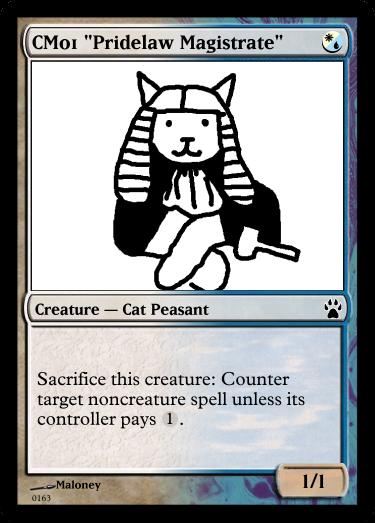 CM01 "Pridelaw Magistrate"
Creature — Cat Peasant
Sacrifice this creature: Counter
target noncreature spell unless its
controller pays 1.
1/1
Maloney
0163